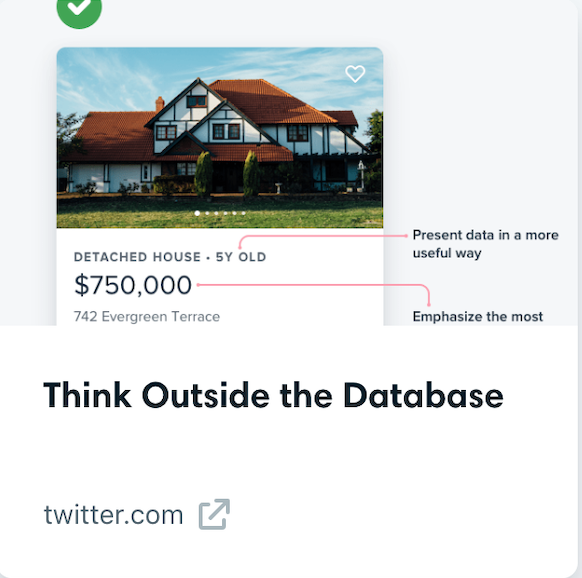 DETACHED HOUSE • 5Y OLD
$750,000
742 Evergreen Terrace
Present data in a more
useful way
Emphasize the most
Think Outside the Database
twitter.com